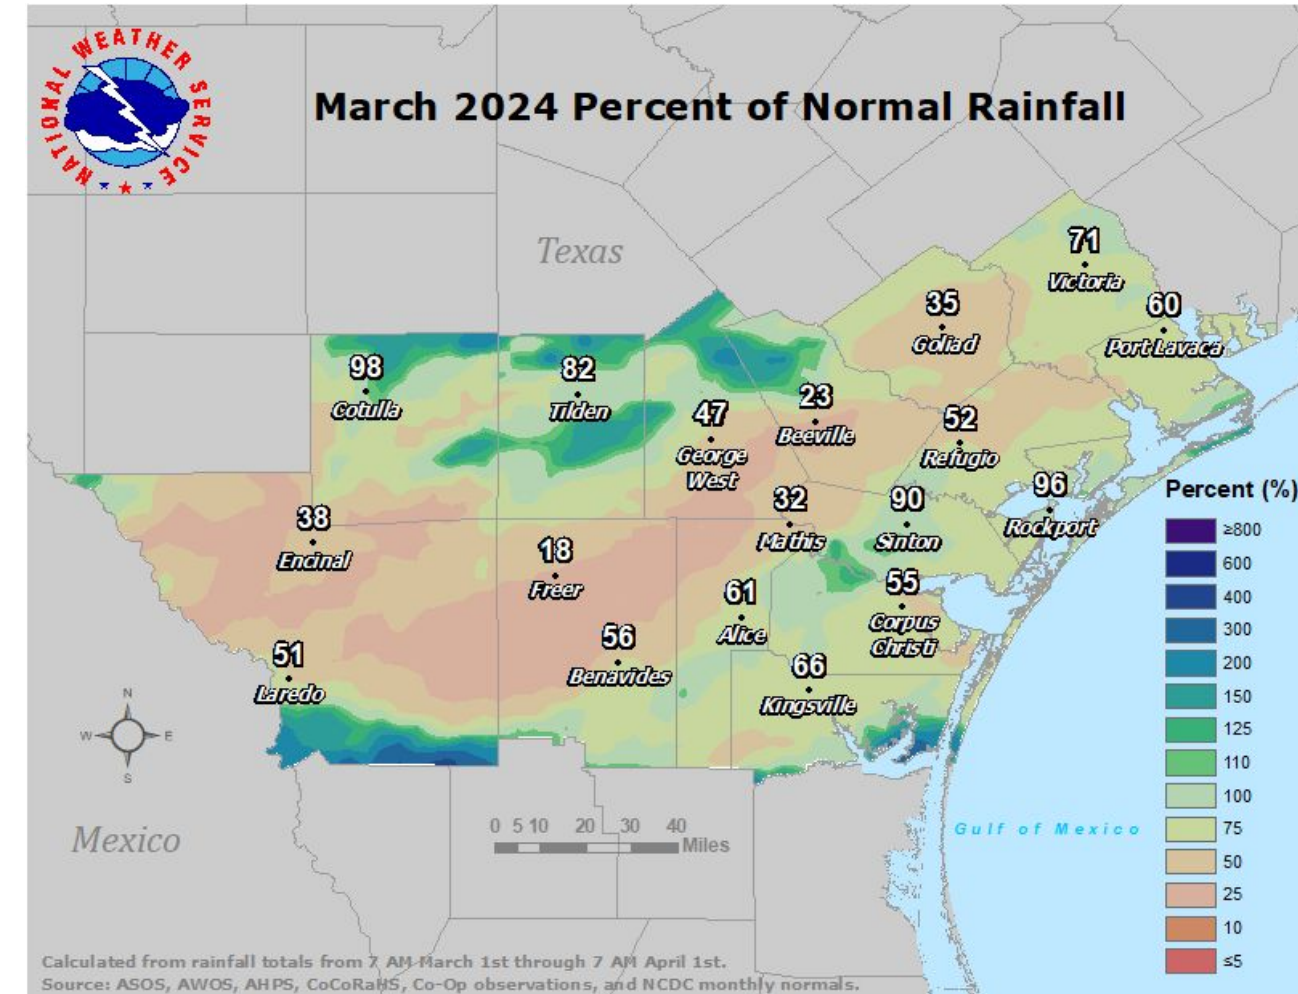 NATIONAL WEATHER SERVICE
March 2024 Percent of Normal Rainfall
Texas
71
Victoria
35
Goliad
60
Port Lavaca
98
Cotulla
82
Tilden
47
George
West
23
Beeville
52
Refugio
96
Rockport
38
Encinal
18
Freer
32
Mathis
90
Sinton
61
Alice
55
Corpus
Christi
51
Laredo
56
Benavides
66
Kingsville
Percent (%)
≥800
600
400
300
200
150
125
110
100
75
50
25
10
≤5
N
W E
S
Mexico
0 5 10 20 30 40
Miles
Gulf of Mexico
Calculated from rainfall totals from 7 AM March 1st through 7 AM April 1st.
Source: ASOS, AWOS, AHPS, CoCoRaHS, Co-Op observations, and NCDC monthly normals.